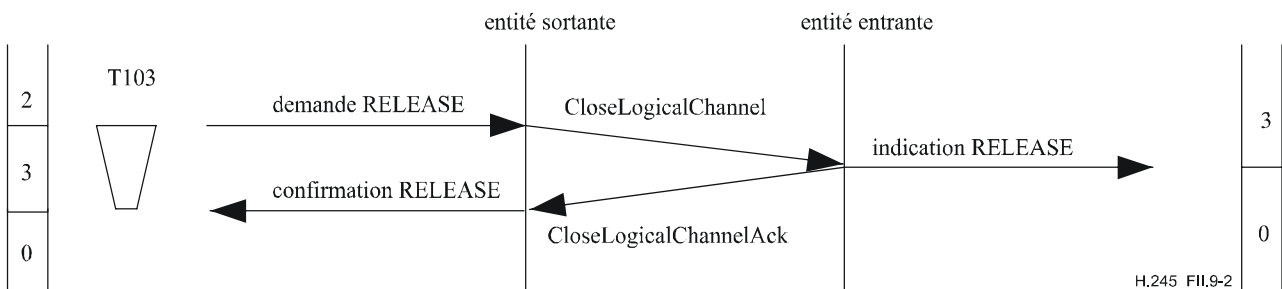 entité sortante
entité entrante
T103
2
demande RELEASE
CloseLogicalChannel
3
3
indication RELEASE
confirmation RELEASE
CloseLogicalChannelAck
0
0
H.245 FII.9-2